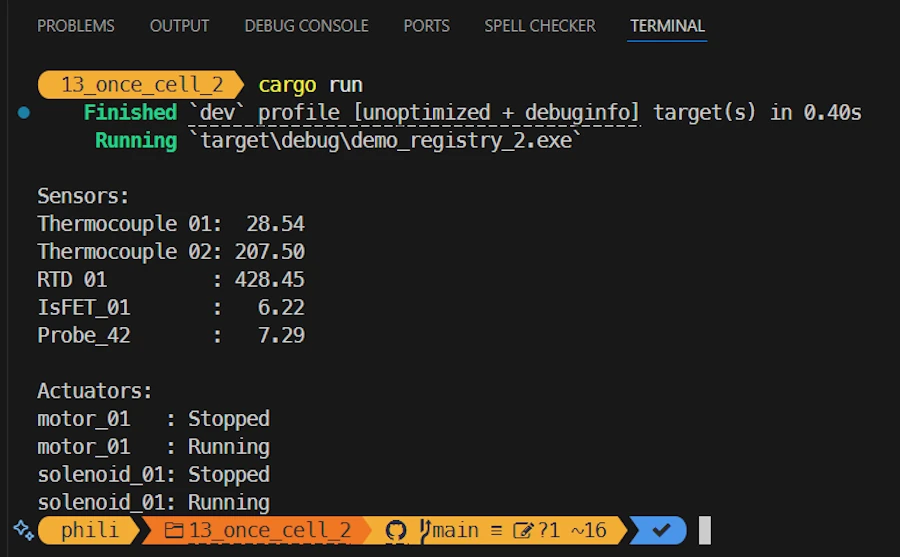 PROBLEMS OUTPUT DEBUG CONSOLE PORTS SPELL CHECKER TERMINAL
13_once_cell_2 cargo run
Finished `dev` profile [unoptimized + debuginfo] target(s) in 0.40s
Running `target\debug\demo_registry_2.exe`
Sensors:
Thermocouple 01:  28.54
Thermocouple 02: 207.50
RTD 01         : 428.45
IsFET_01       :   6.22
Probe_42       :   7.29
Actuators:
motor_01   : Stopped
motor_01   : Running
solenoid_01: Stopped
solenoid_01: Running
phili 13_once_cell_2 main ≡ ?1 ~16